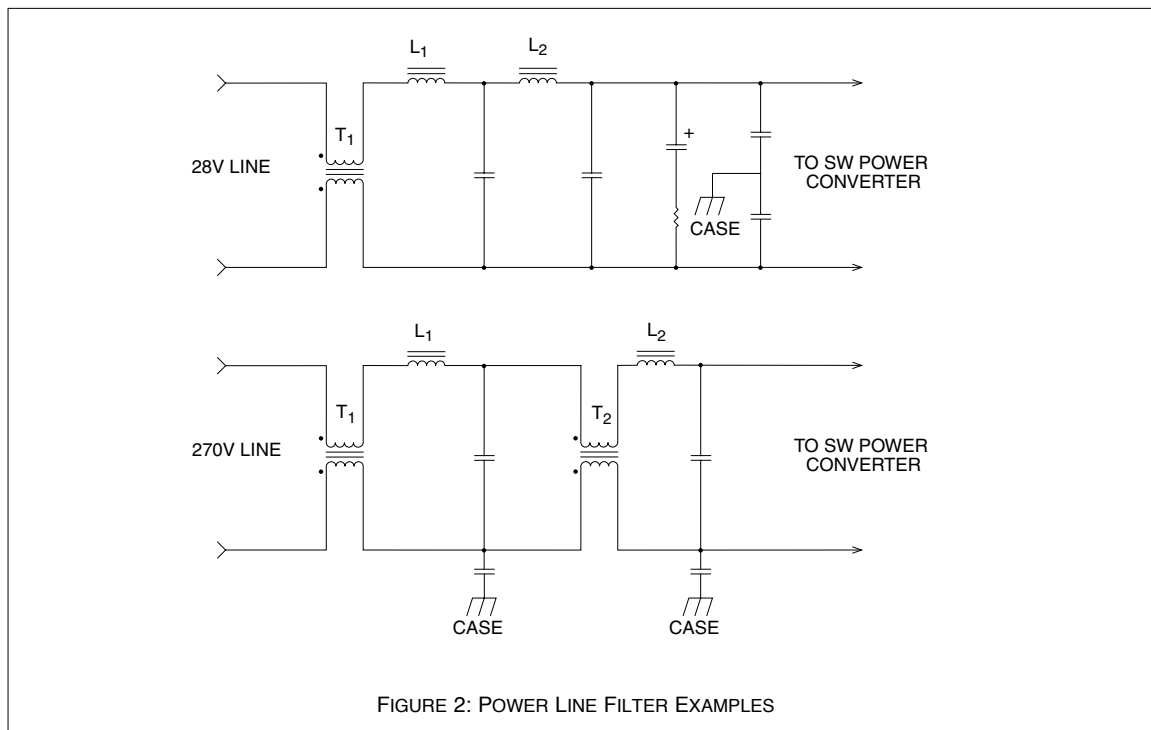 L1
L2
T1
+
28V LINE
TO SW POWER
CONVERTER
CASE
L1
L2
T1
T2
270V LINE
TO SW POWER
CONVERTER
CASE
CASE
FIGURE 2: POWER LINE FILTER EXAMPLES